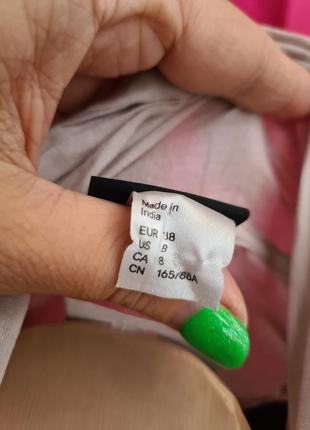 Made in
India
EUR 38
US 8
CA 8
CN 165/88A